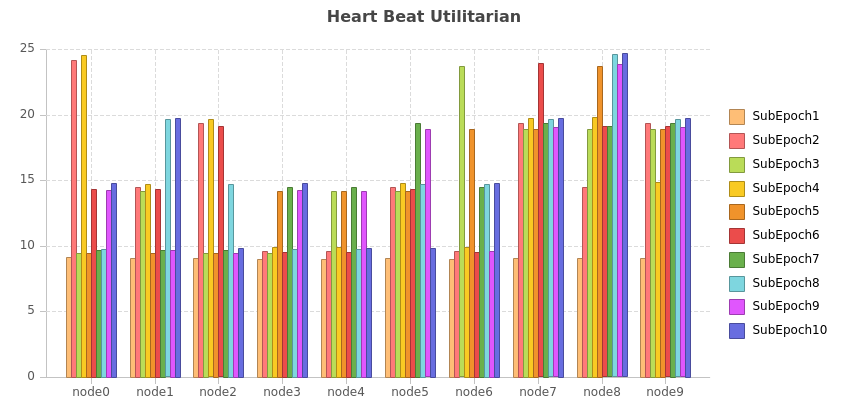 Heart Beat Utilitarian
25
20
15
10
5
0
node0 node1 node2 node3 node4 node5 node6 node7 node8 node9
SubEpoch1
SubEpoch2
SubEpoch3
SubEpoch4
SubEpoch5
SubEpoch6
SubEpoch7
SubEpoch8
SubEpoch9
SubEpoch10